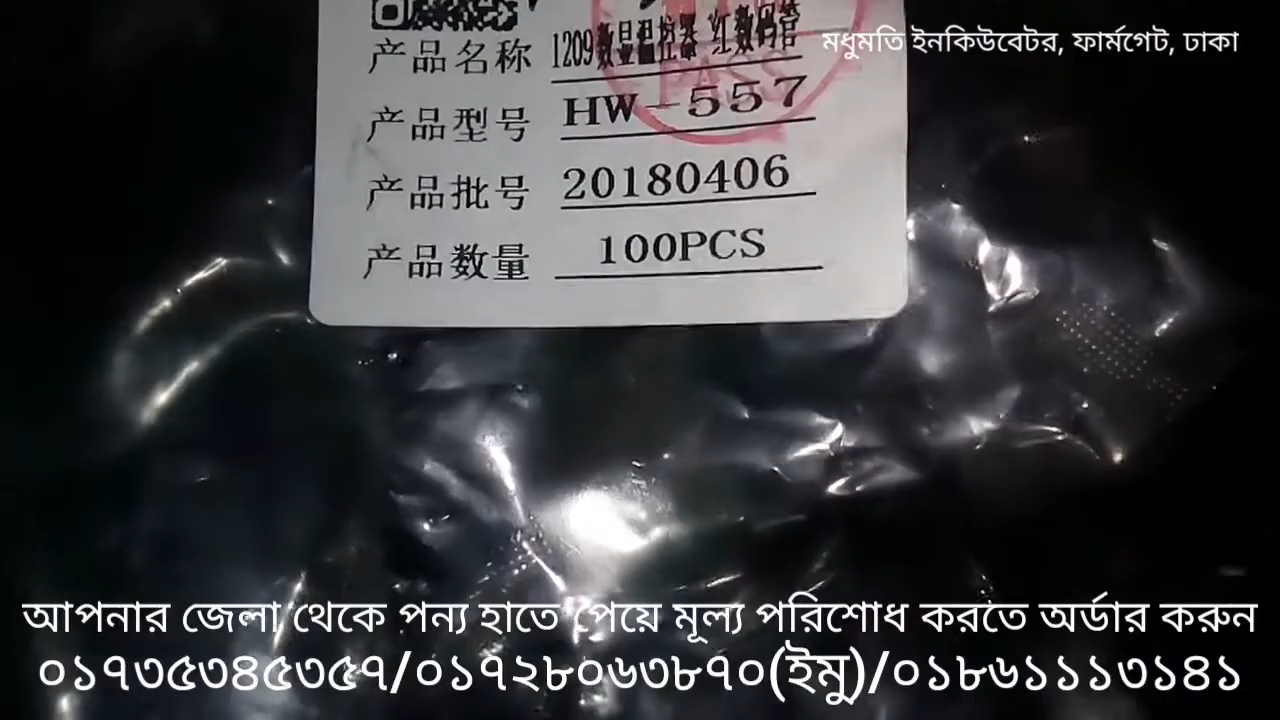 মধুমতি ইনকিউবেটর, ফার্মগেট, ঢাকা
产品名称 1209数显温控器 红数码管
PASS
产品型号 HW-557
产品批号 20180406
产品数量 100PCS
আপনার জেলা থেকে পন্য হাতে পেয়ে মূল্য পরিশোধ করতে অর্ডার করুন
০১৭৩৫৩৪৫৩৫৭/০১৭২৮০৬৩৮৭০(ইমু)/০১৮৬১১১৩১৪১